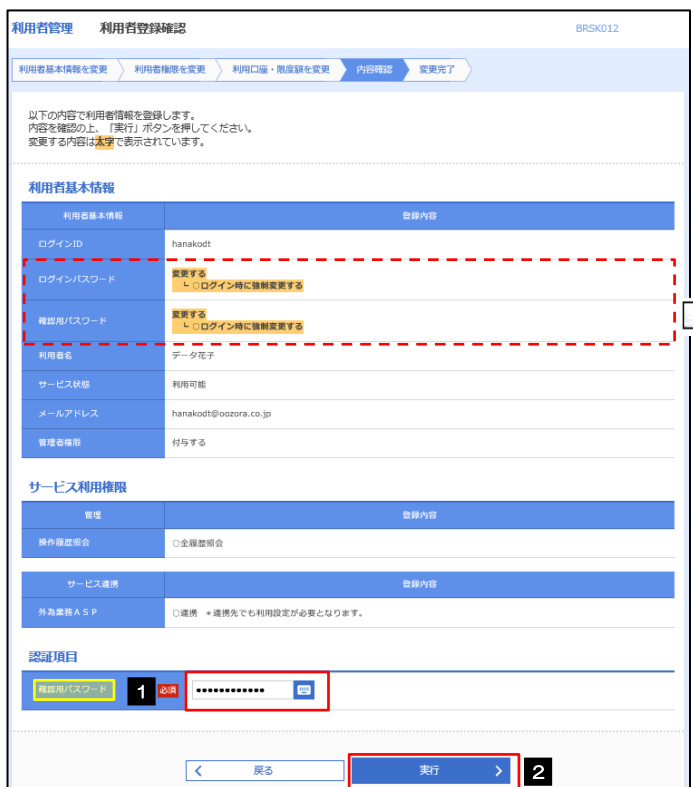 利用者管理 利用者登録確認 BRSK012
利用者基本情報を変更 利用者権限を変更 利用口座・限度額を変更 内容確認 変更完了
以下の内容で利用者情報を登録します。
内容を確認の上、「実行」ボタンを押してください。
変更する内容は太字で表示されています。
利用者基本情報
利用者基本情報 登録内容
ログインID hanakodt
ログインパスワード 変更する
└ ○ログイン時に強制変更する
確認用パスワード 変更する
└ ○ログイン時に強制変更する
利用者名 データ花子
サービス状態 利用可能
メールアドレス hanakodt@oozora.co.jp
管理者権限 付与する
サービス利用権限
管理 登録内容
操作履歴照会 ○全履歴照会
サービス連携 登録内容
外為業務ASP ○連携 *連携先でも利用設定が必要となります。
認証項目
確認用パスワード 1 必須 ••••••••••••
戻る 実行 2